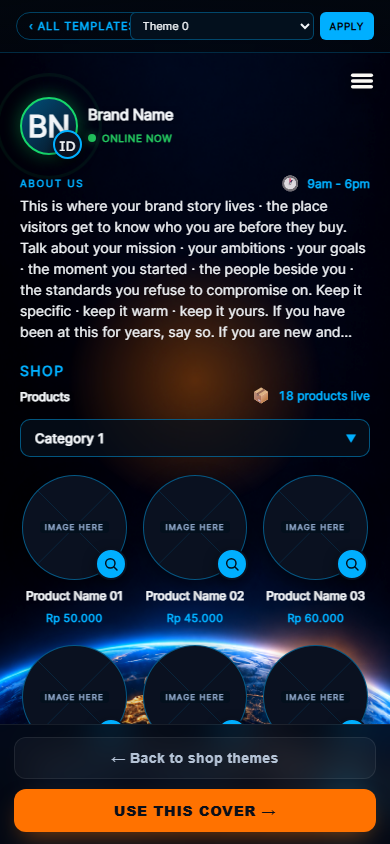 ‹ ALL TEMPLATES
Theme 0
APPLY
BN
ID
Brand Name
ONLINE NOW
ABOUT US
9am - 6pm
This is where your brand story lives · the place
visitors get to know who you are before they buy.
Talk about your mission · your ambitions · your goals
· the moment you started · the people beside you ·
the standards you refuse to compromise on. Keep it
specific · keep it warm · keep it yours. If you have
been at this for years, say so. If you are new and...
SHOP
Products
18 products live
Category 1
IMAGE HERE
IMAGE HERE
IMAGE HERE
Product Name 01
Product Name 02
Product Name 03
Rp 50.000
Rp 45.000
Rp 60.000
IMAGE HERE
IMAGE HERE
IMAGE HERE
← Back to shop themes
USE THIS COVER →